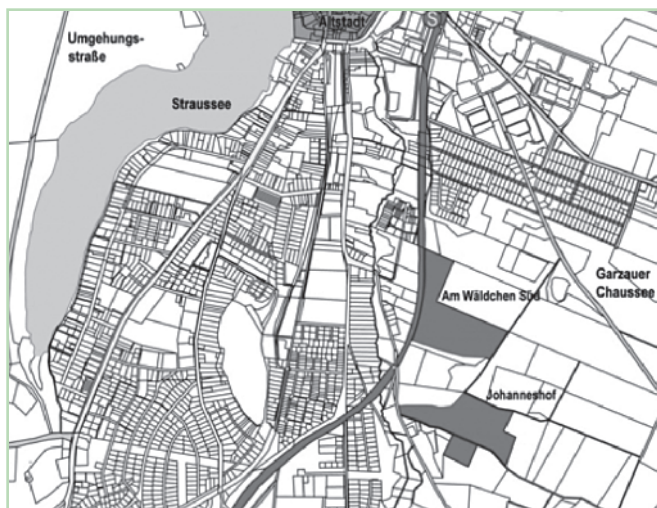 Altstadt
S
Umgehungs-
straße
Straussee
Garzauer
Chaussee
Am Wäldchen Süd
Johanneshof